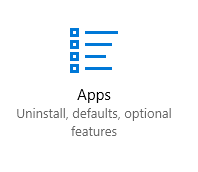 Apps
Uninstall, defaults, optional
features